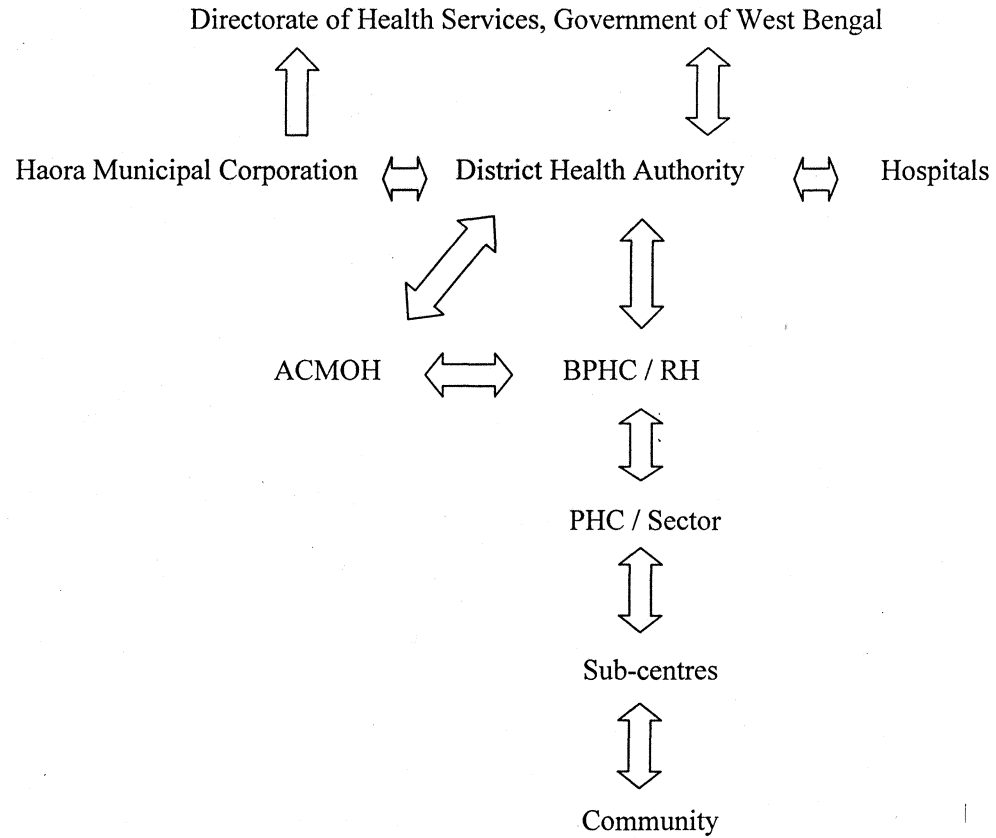 Directorate of Health Services, Government of West Bengal
Haora Municipal Corporation
District Health Authority
Hospitals
ACMOH
BPHC / RH
PHC / Sector
Sub-centres
Community